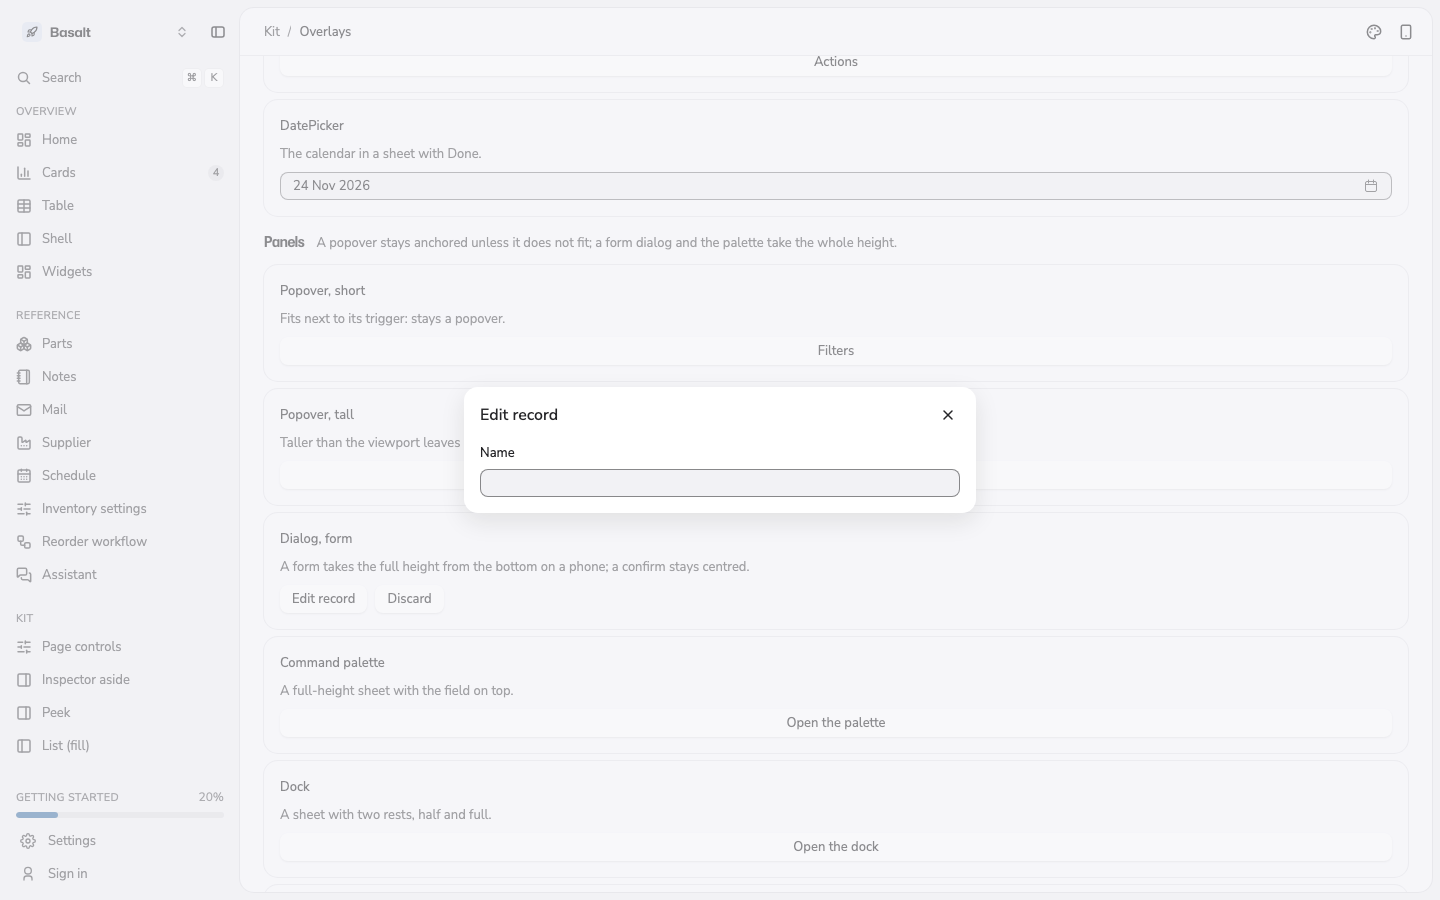 Basalt
Search ⌘ K
OVERVIEW
Home
Cards 4
Table
Shell
Widgets
REFERENCE
Parts
Notes
Mail
Supplier
Schedule
Inventory settings
Reorder workflow
Assistant
KIT
Page controls
Inspector aside
Peek
List (fill)
GETTING STARTED 20%
Settings
Sign in
Kit / Overlays
Actions
DatePicker
The calendar in a sheet with Done.
24 Nov 2026
Panels A popover stays anchored unless it does not fit; a form dialog and the palette take the whole height.
Popover, short
Fits next to its trigger: stays a popover.
Filters
Popover, tall
Taller than the viewport leaves
Edit record
Name
Dialog, form
A form takes the full height from the bottom on a phone; a confirm stays centred.
Edit record Discard
Command palette
A full-height sheet with the field on top.
Open the palette
Dock
A sheet with two rests, half and full.
Open the dock